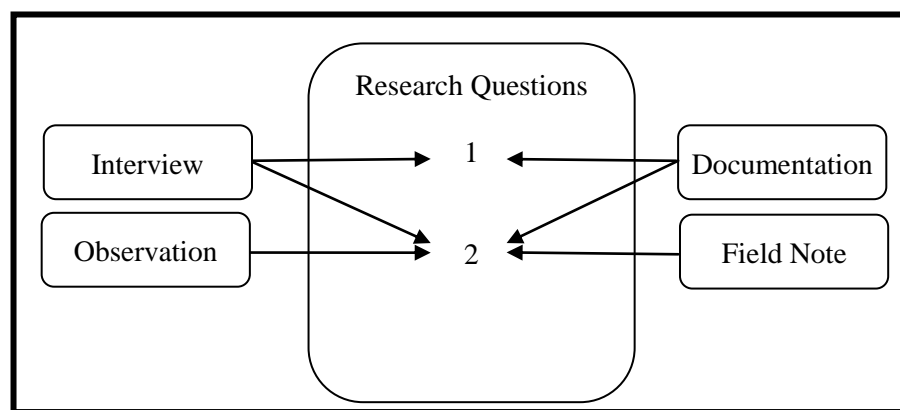 Research Questions
Interview
1
Documentation
Observation
2
Field Note